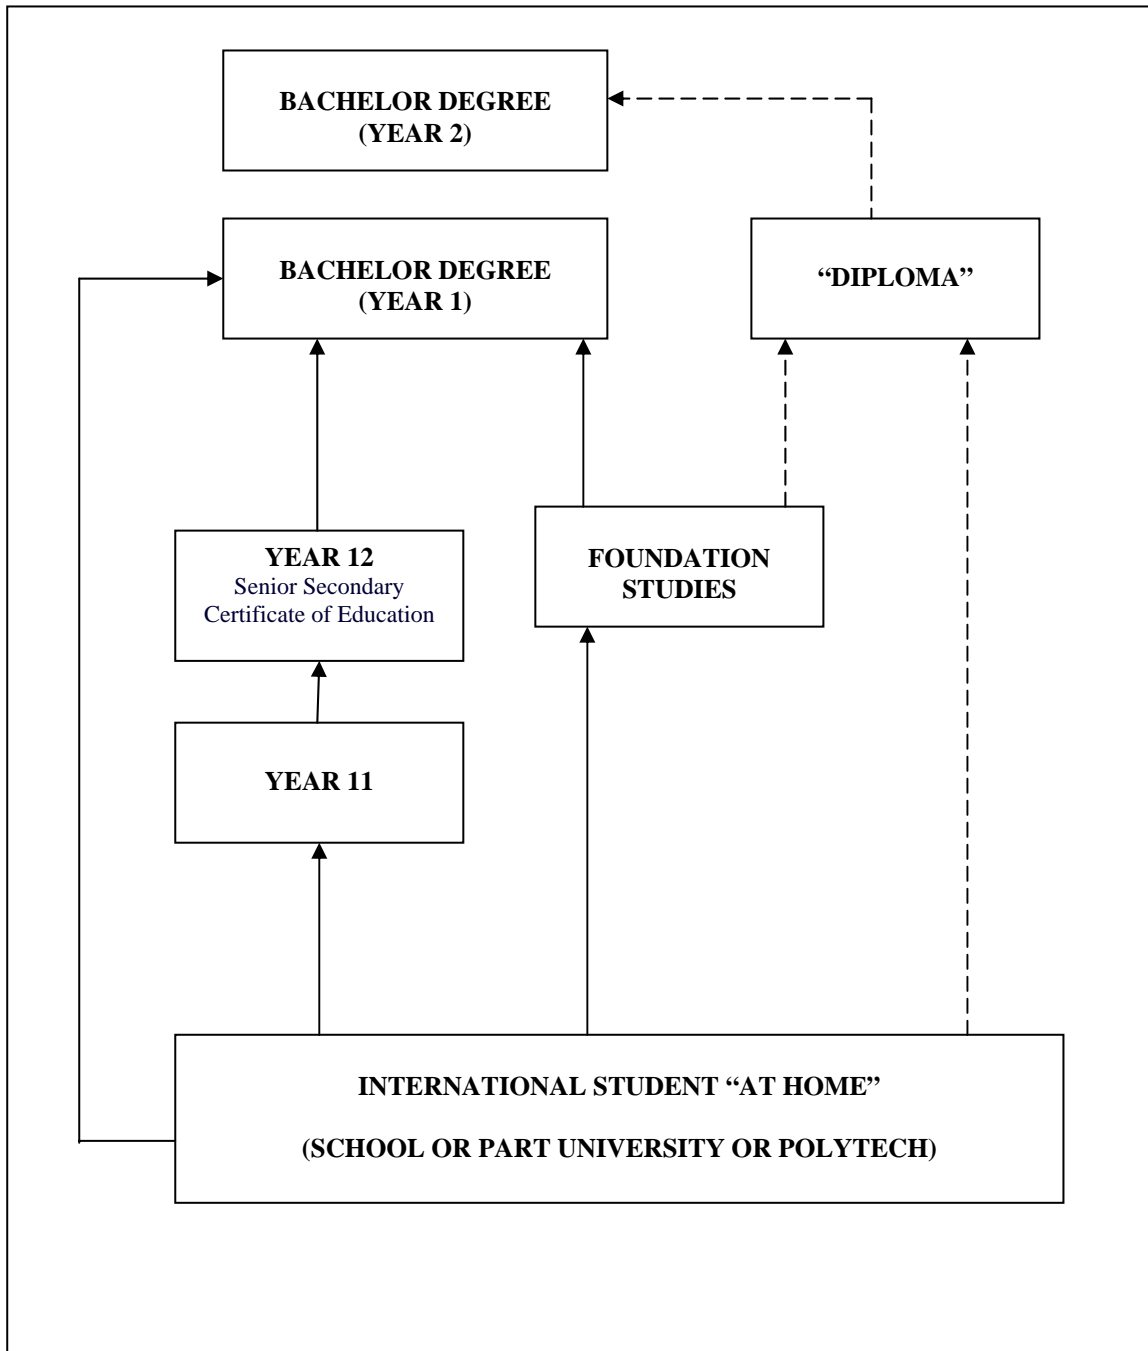 BACHELOR DEGREE
(YEAR 2)
BACHELOR DEGREE
(YEAR 1)
“DIPLOMA”
YEAR 12
Senior Secondary
Certificate of Education
FOUNDATION
STUDIES
YEAR 11
INTERNATIONAL STUDENT “AT HOME”
(SCHOOL OR PART UNIVERSITY OR POLYTECH)